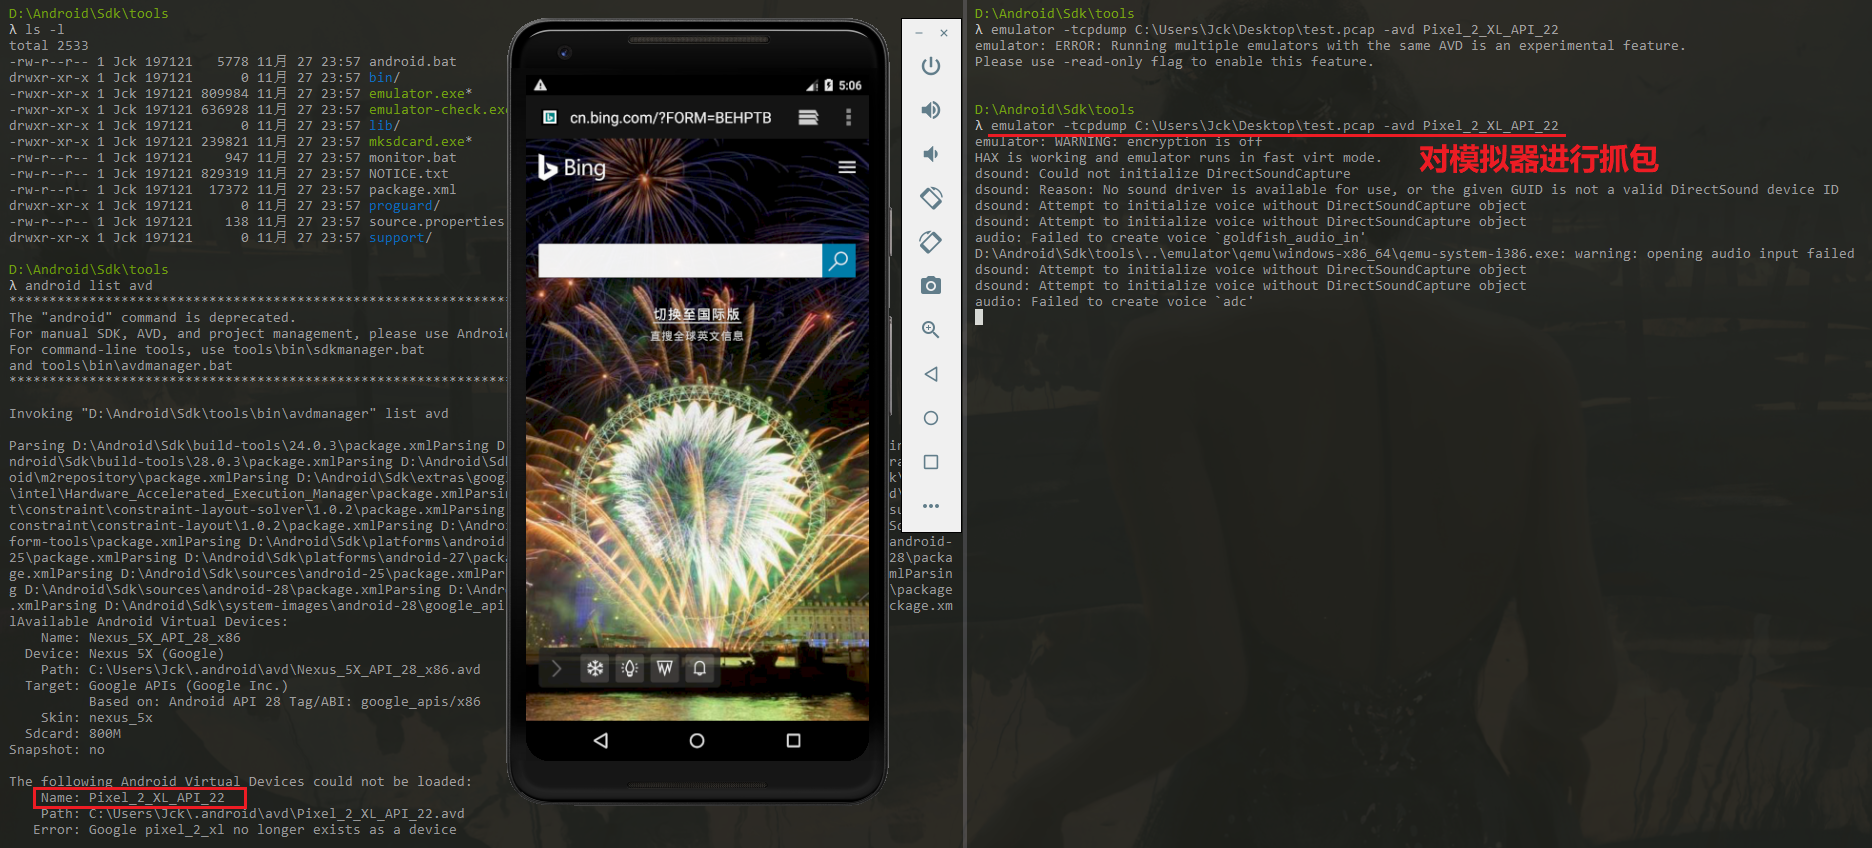 D:\Android\Sdk\tools
λ ls -l
total 2533
-rw-r--r-- 1 Jck 197121   5778 11月 27 23:57 android.bat
drwxr-xr-x 1 Jck 197121      0 11月 27 23:57 bin/
-rwxr-xr-x 1 Jck 197121 809984 11月 27 23:57 emulator.exe*
-rwxr-xr-x 1 Jck 197121 636928 11月 27 23:57 emulator-check.exe
drwxr-xr-x 1 Jck 197121      0 11月 27 23:57 lib/
-rwxr-xr-x 1 Jck 197121 239821 11月 27 23:57 mksdcard.exe*
-rw-r--r-- 1 Jck 197121    947 11月 27 23:57 monitor.bat
-rw-r--r-- 1 Jck 197121 829319 11月 27 23:57 NOTICE.txt
-rw-r--r-- 1 Jck 197121  17372 11月 27 23:57 package.xml
drwxr-xr-x 1 Jck 197121      0 11月 27 23:57 proguard/
-rw-r--r-- 1 Jck 197121    138 11月 27 23:57 source.properties
drwxr-xr-x 1 Jck 197121      0 11月 27 23:57 support/
D:\Android\Sdk\tools
λ android list avd
**************************************************************
The "android" command is deprecated.
For manual SDK, AVD, and project management, please use Androi
For command-line tools, use tools\bin\sdkmanager.bat
and tools\bin\avdmanager.bat
**************************************************************
Invoking "D:\Android\Sdk\tools\bin\avdmanager" list avd
Parsing D:\Android\Sdk\build-tools\24.0.3\package.xmlParsing D:
ndroid\Sdk\build-tools\28.0.3\package.xmlParsing D:\Android\Sdk
oid\m2repository\package.xmlParsing D:\Android\Sdk\extras\googl
\intel\Hardware_Accelerated_Execution_Manager\package.xmlParsin
t\constraint\constraint-layout-solver\1.0.2\package.xmlParsing
constraint\constraint-layout\1.0.2\package.xmlParsing D:\Androi
form-tools\package.xmlParsing D:\Android\Sdk\platforms\android- android-
25\package.xmlParsing D:\Android\Sdk\platforms\android-27\packa 28\packa
ge.xmlParsing D:\Android\Sdk\sources\android-25\package.xmlPar mlParsin
g D:\Android\Sdk\sources\android-28\package.xmlParsing D:\Andro \package
.xmlParsing D:\Android\Sdk\system-images\android-28\google_api ckage.xm
lAvailable Android Virtual Devices:
Name: Nexus_5X_API_28_x86
Device: Nexus 5X (Google)
Path: C:\Users\Jck\.android\avd\Nexus_5X_API_28_x86.avd
Target: Google APIs (Google Inc.)
Based on: Android API 28 Tag/ABI: google_apis/x86
Skin: nexus_5x
Sdcard: 800M
Snapshot: no
The following Android Virtual Devices could not be loaded:
Name: Pixel_2_XL_API_22
Path: C:\Users\Jck\.android\avd\Pixel_2_XL_API_22.avd
Error: Google pixel_2_xl no longer exists as a device
5:06
cn.bing.com/?FORM=BEHPTB
Bing
切换至国际版
直搜全球英文信息
D:\Android\Sdk\tools
λ emulator -tcpdump C:\Users\Jck\Desktop\test.pcap -avd Pixel_2_XL_API_22
emulator: ERROR: Running multiple emulators with the same AVD is an experimental feature.
Please use -read-only flag to enable this feature.
D:\Android\Sdk\tools
λ emulator -tcpdump C:\Users\Jck\Desktop\test.pcap -avd Pixel_2_XL_API_22
emulator: WARNING: encryption is off
HAX is working and emulator runs in fast virt mode.
对模拟器进行抓包
dsound: Could not initialize DirectSoundCapture
dsound: Reason: No sound driver is available for use, or the given GUID is not a valid DirectSound device ID
dsound: Attempt to initialize voice without DirectSoundCapture object
dsound: Attempt to initialize voice without DirectSoundCapture object
audio: Failed to create voice `goldfish_audio_in'
D:\Android\Sdk\tools\..\emulator\qemu\windows-x86_64\qemu-system-i386.exe: warning: opening audio input failed
dsound: Attempt to initialize voice without DirectSoundCapture object
dsound: Attempt to initialize voice without DirectSoundCapture object
audio: Failed to create voice `adc'